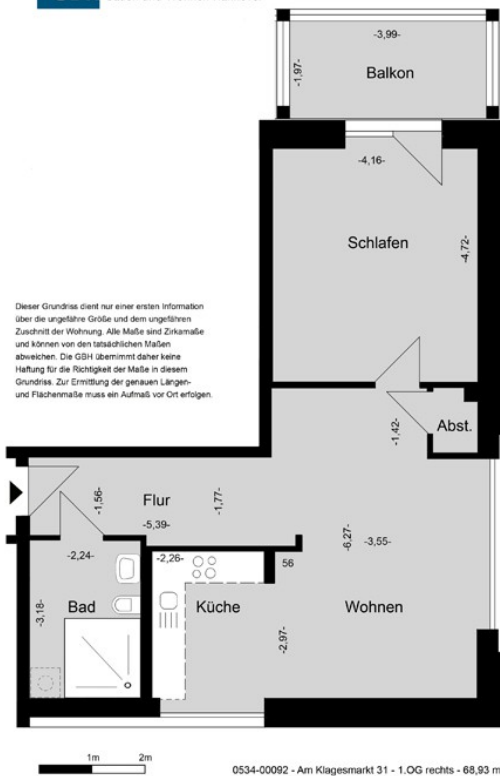 -3,99-
-1,97-
Balkon
-4,16-
Schlafen
-4,72-
Dieser Grundriss dient nur einer ersten Information
über die ungefähre Größe und dem ungefähren
Zuschnitt der Wohnung. Alle Maße sind Zirkamaße
und können von den tatsächlichen Maßen
abweichen. Die GBH übernimmt daher keine
Haftung für die Richtigkeit der Maße in diesem
Grundriss. Zur Ermittlung der genauen Längen-
und Flächenmaße muss ein Aufmaß vor Ort erfolgen.
-1,42-
Abst.
-1,56-
Flur
-1,77-
-5,39-
-6,27-
-3,55-
-2,24-
-2,26-
56
-3,18-
Bad
Küche
Wohnen
-2,97-
1m
2m
0534-00092 - Am Klagesmarkt 31 - 1.OG rechts - 68,93 m